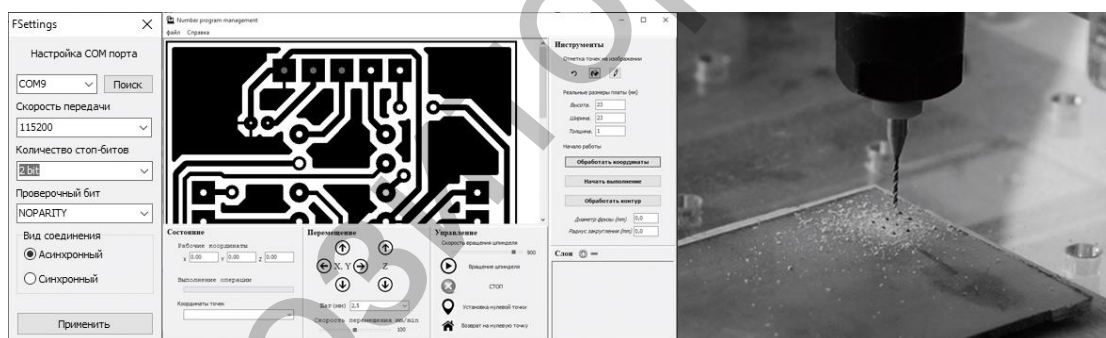 FSettings
Настройка COM порта
COM9
Поиск
Скорость передачи
115200
Количество стоп-битов
2 bit
Проверочный бит
NOPARITY
Вид соединения
Асинхронный
Синхронный
Применить
Number program management
файл Справка
Состояние
Рабочие координаты
X 0.00 Y 0.00 Z 0.00
Выполнение операции
Координаты точек
Перемещение
X, Y Z
Шаг (мм) 2,5
Скорость перемещения мм/мin
100
Управление
Скорость вращения шпинделя
900
Вращение шпинделя
СТОП
Установка нулевой точки
Возврат на нулевую точку
Инструменты
Отметка точек на изображении
Реальные размеры платы (мм)
Высота. 23
Ширина. 23
Толщина. 1
Начало работы
Обработать координаты
Начать выполнение
Обработать контур
Диаметр фрезы (mm) 0,0
Радиус закругления (mm) 0,0
Слои